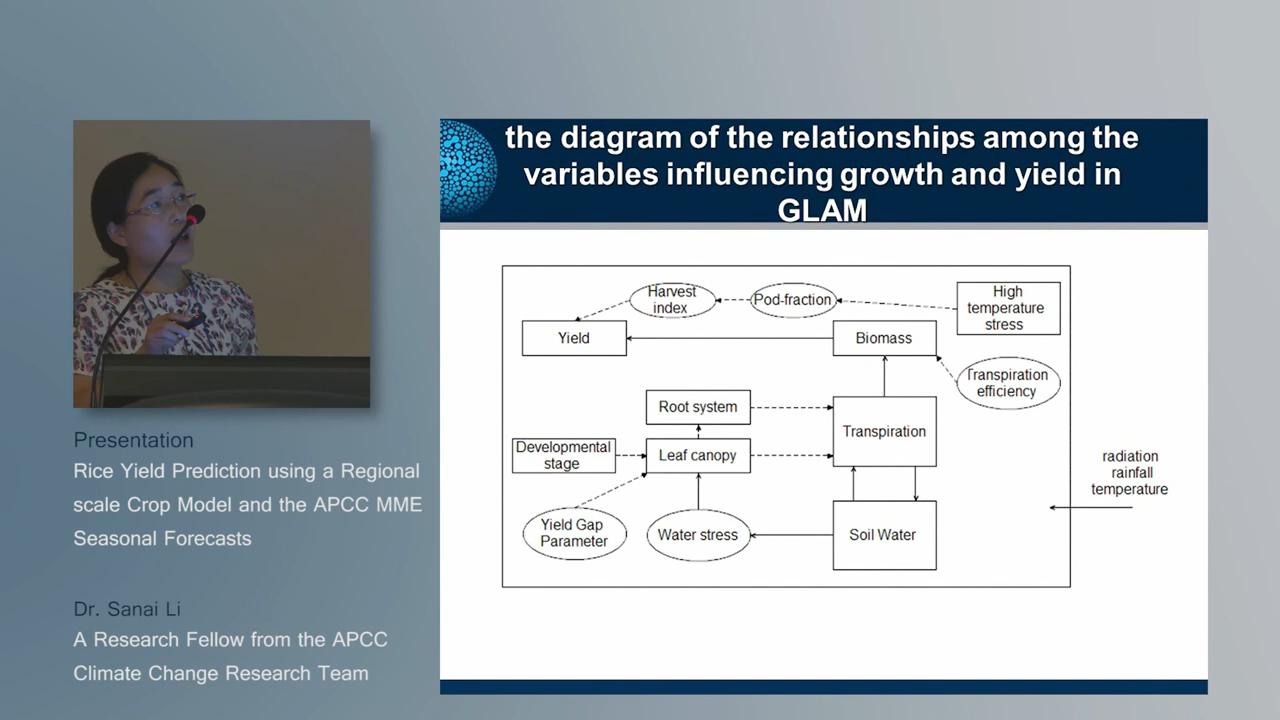 the diagram of the relationships among the
variables influencing growth and yield in
GLAM
Harvest
index
Pod-fraction
High
temperature
stress
Yield
Biomass
Transpiration
efficiency
Root system
Transpiration
Developmental
stage
Leaf canopy
radiation
rainfall
temperature
Yield Gap
Parameter
Water stress
Soil Water
Presentation
Rice Yield Prediction using a Regional
scale Crop Model and the APCC MME
Seasonal Forecasts
Dr. Sanai Li
A Research Fellow from the APCC
Climate Change Research Team